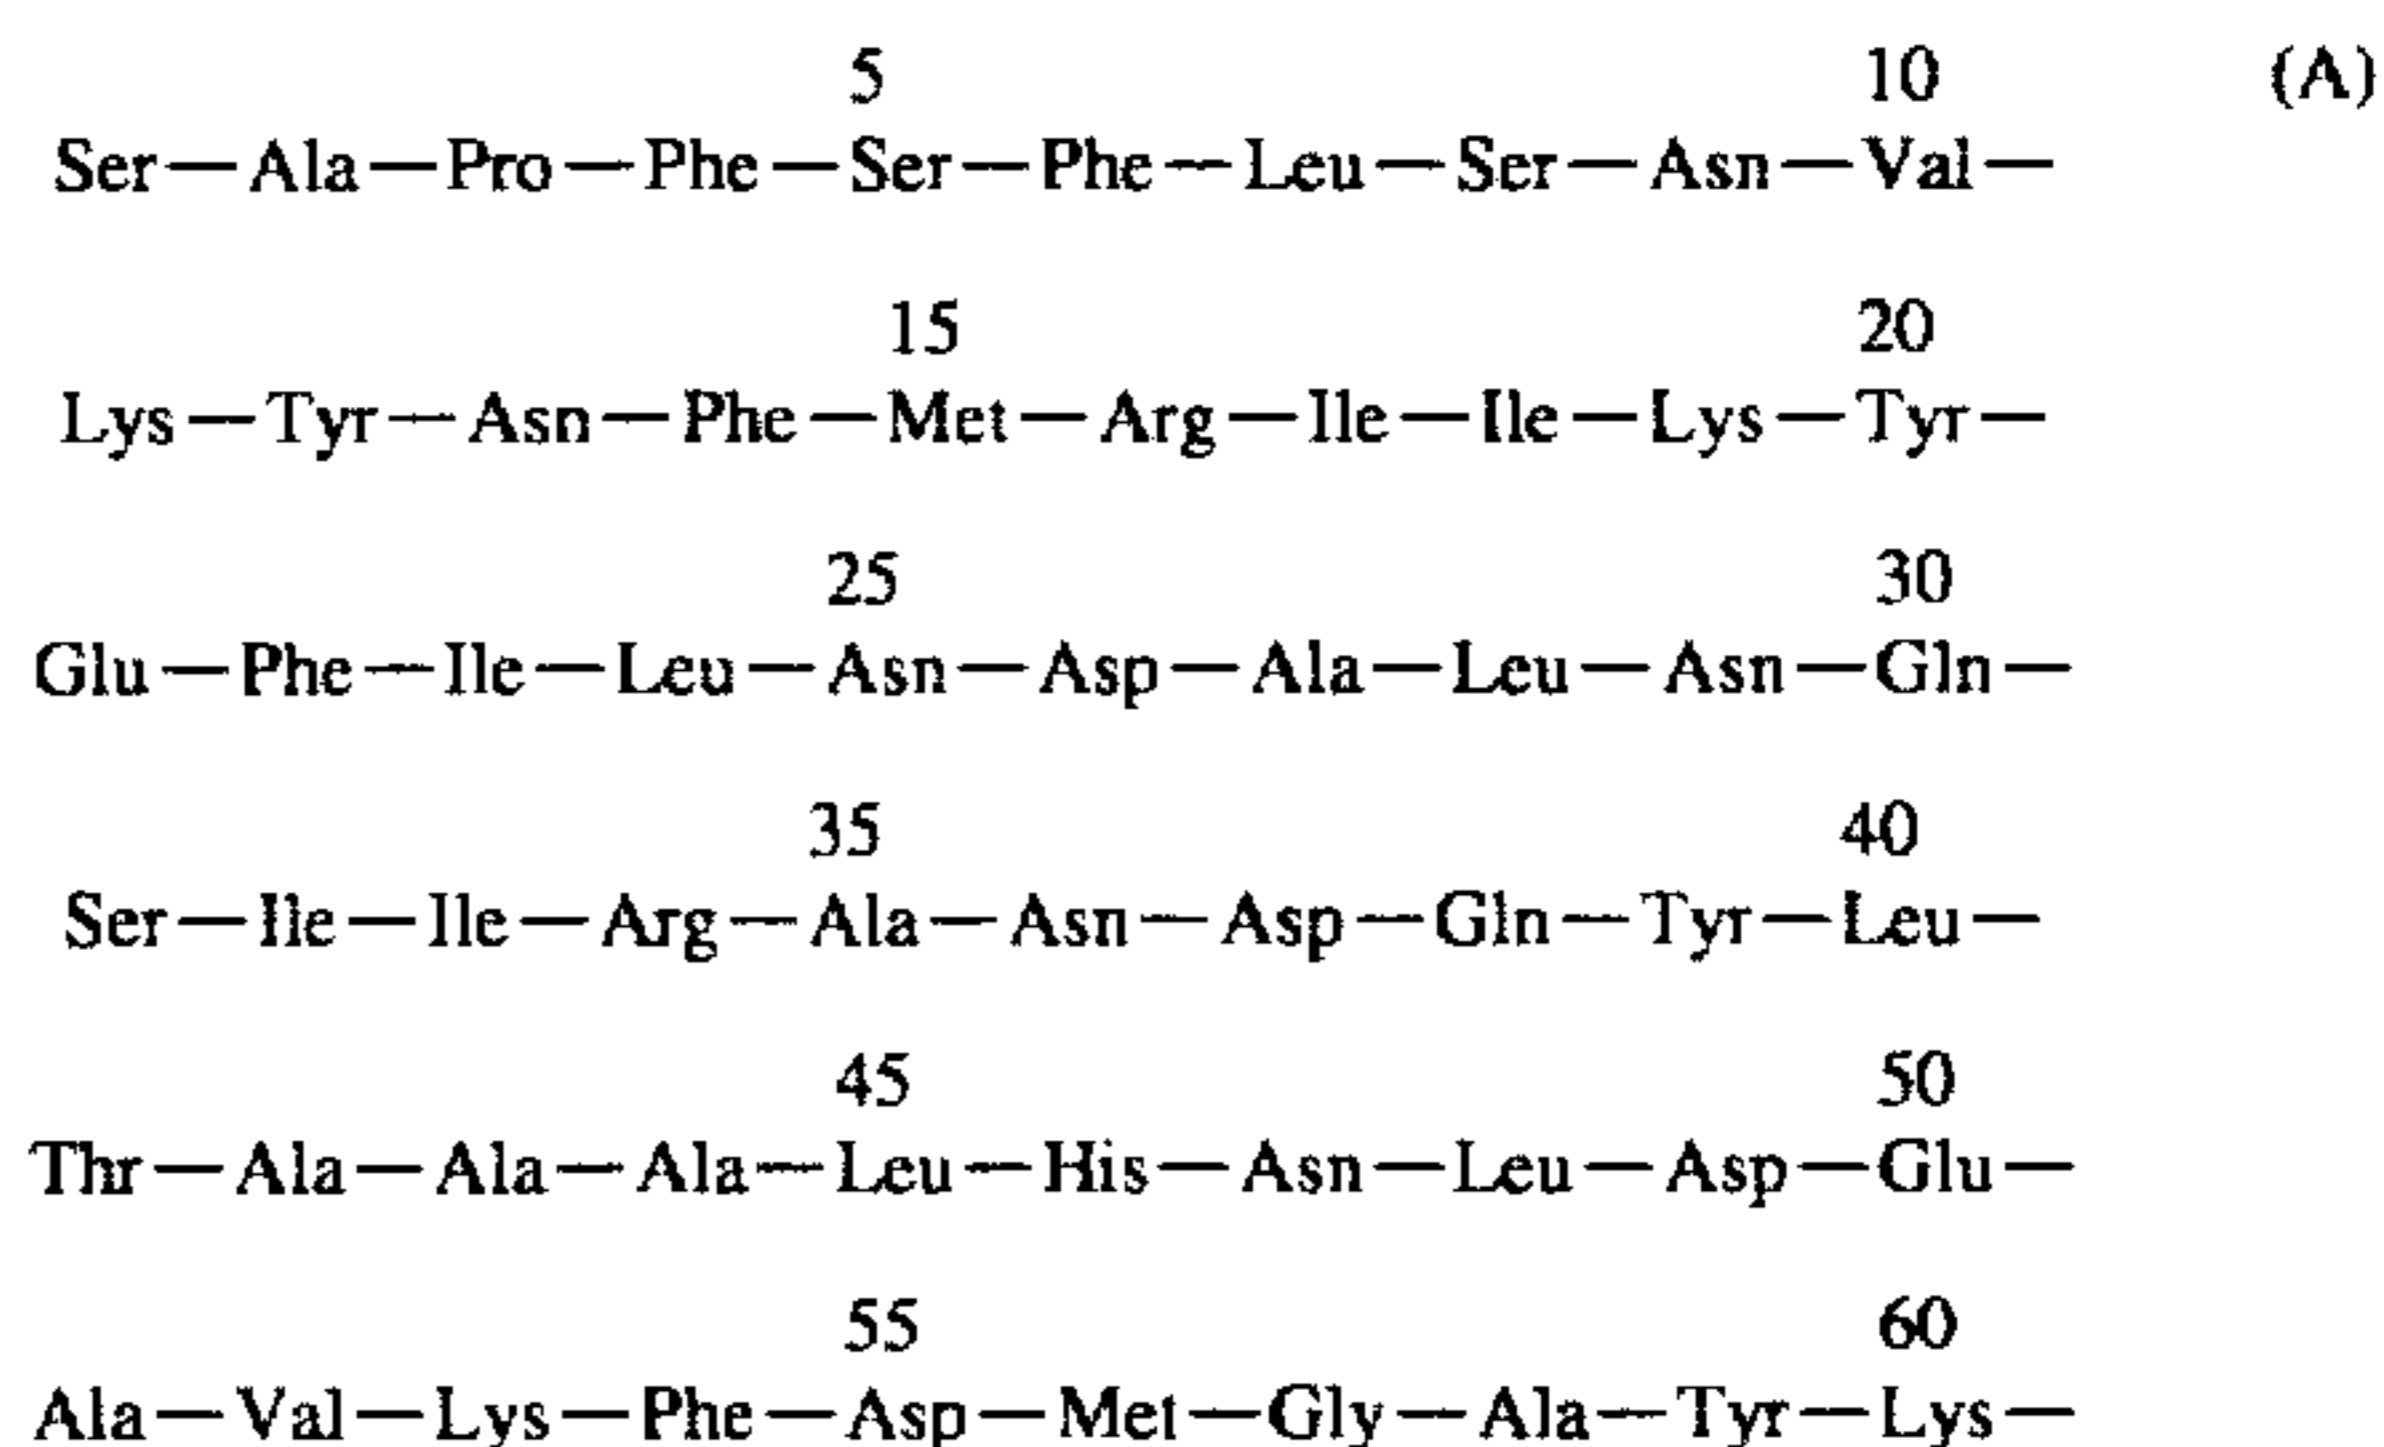 5 10 (A)
Ser—Ala—Pro—Phe—Ser—Phe—Leu—Ser—Asn—Val—
15 20
Lys—Tyr—Asn—Phe—Met—Arg—Ile—Ile—Lys—Tyr—
25 30
Glu—Phe—Ile—Leu—Asn—Asp—Ala—Leu—Asn—Gln—
35 40
Ser—Ile—Ile—Arg—Ala—Asn—Asp—Gln—Tyr—Leu—
45 50
Thr—Ala—Ala—Ala—Leu—His—Asn—Leu—Asp—Glu—
55 60
Ala—Val—Lys—Phe—Asp—Met—Gly—Ala—Tyr—Lys—